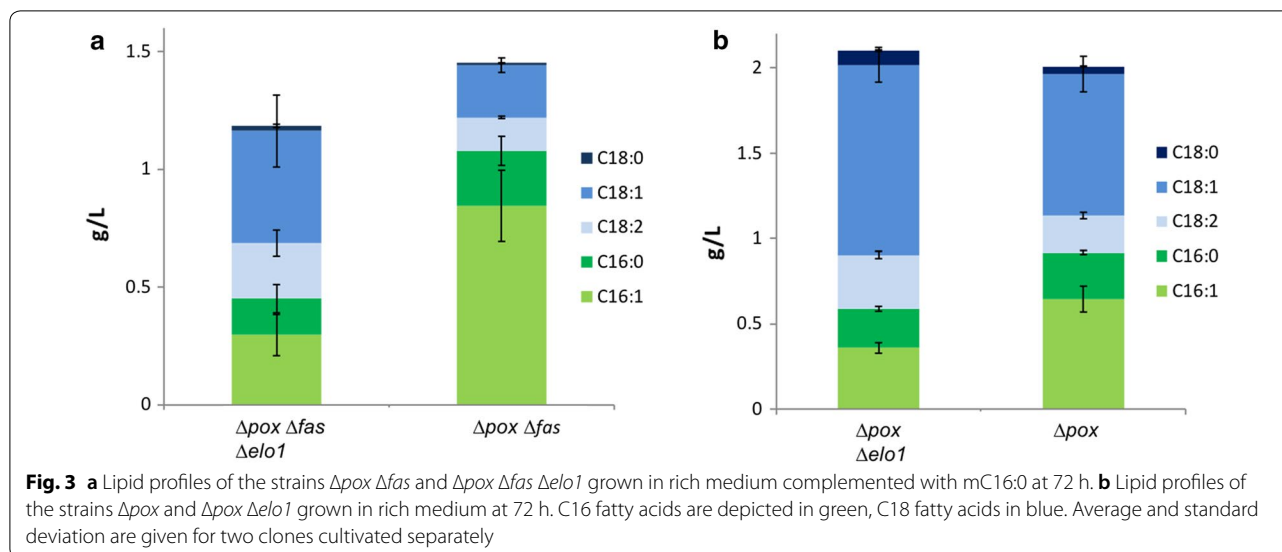 a
1.5
1
0.5
0
g/L
C18:0
C18:1
C18:2
C16:0
C16:1
Δpox Δfas
Δelo1
Δpox Δfas
b
2
1.5
1
0.5
0
g/L
C18:0
C18:1
C18:2
C16:0
C16:1
Δpox
Δelo1
Δpox
Fig. 3 a Lipid profiles of the strains Δpox Δfas and Δpox Δfas Δelo1 grown in rich medium complemented with mC16:0 at 72 h. b Lipid profiles of
the strains Δpox and Δpox Δelo1 grown in rich medium at 72 h. C16 fatty acids are depicted in green, C18 fatty acids in blue. Average and standard
deviation are given for two clones cultivated separately